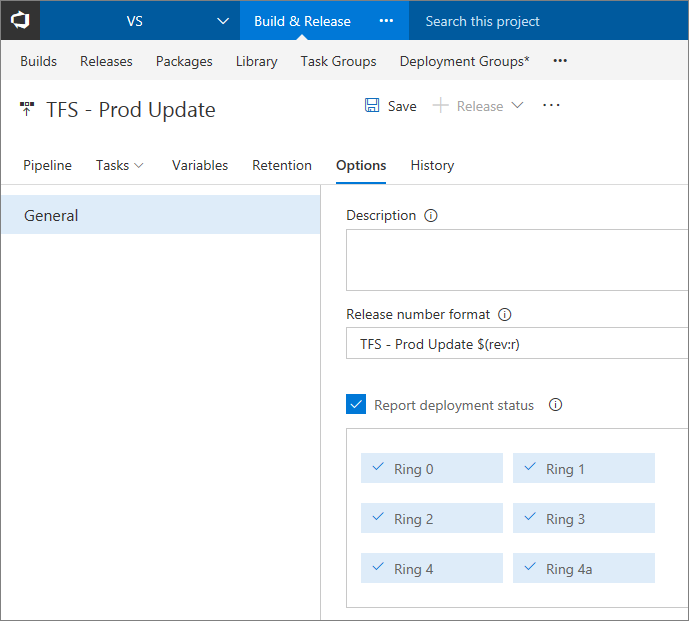 VS Build & Release ••• Search this project
Builds Releases Packages Library Task Groups Deployment Groups* •••
TFS - Prod Update Save Release •••
Pipeline Tasks Variables Retention Options History
General
Description
Release number format
TFS - Prod Update $(rev:r)
Report deployment status
Ring 0 Ring 1
Ring 2 Ring 3
Ring 4 Ring 4a